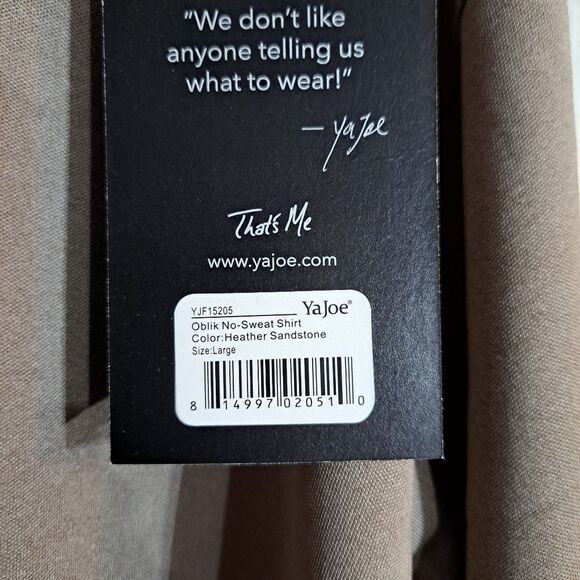 "We don't like
anyone telling us
what to wear!"
— YaJoe
That's Me
www.yajoe.com
YJF15205 YaJoe®
Oblik No-Sweat Shirt
Color:Heather Sandstone
Size:Large
8 14997 02051 0